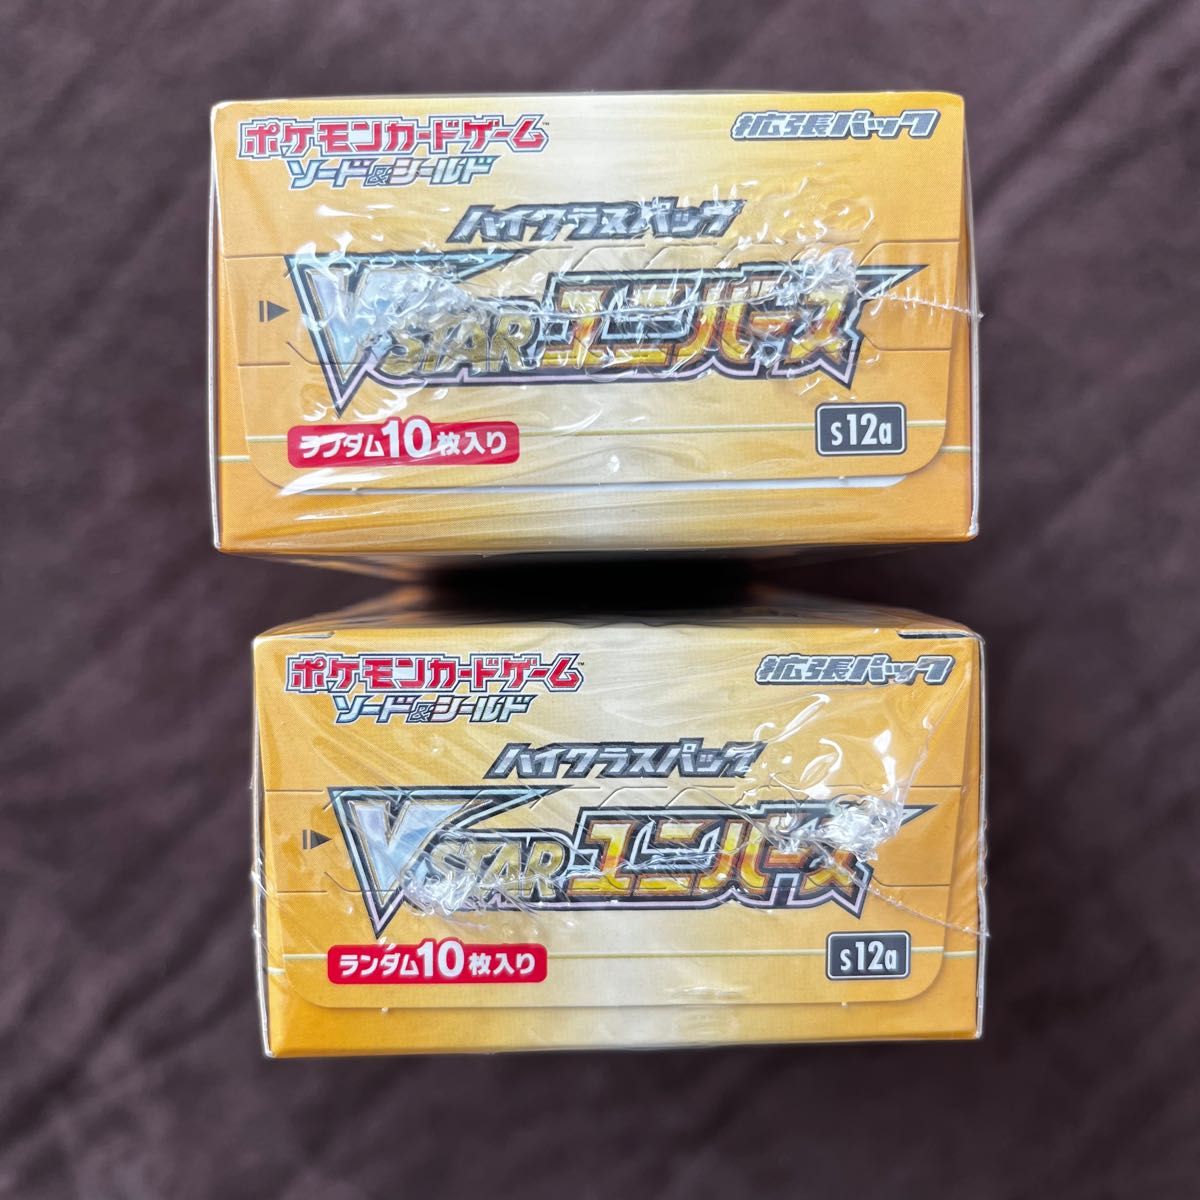 ポケモンカードゲーム™
拡張パック
ソード&シールド
ハイクラスパック
VSTARユニバース
ランダム10枚入り
s12a
ポケモンカードゲーム™
拡張パック
ソード&シールド
ハイクラスパック
VSTARユニバース
ランダム10枚入り
s12a